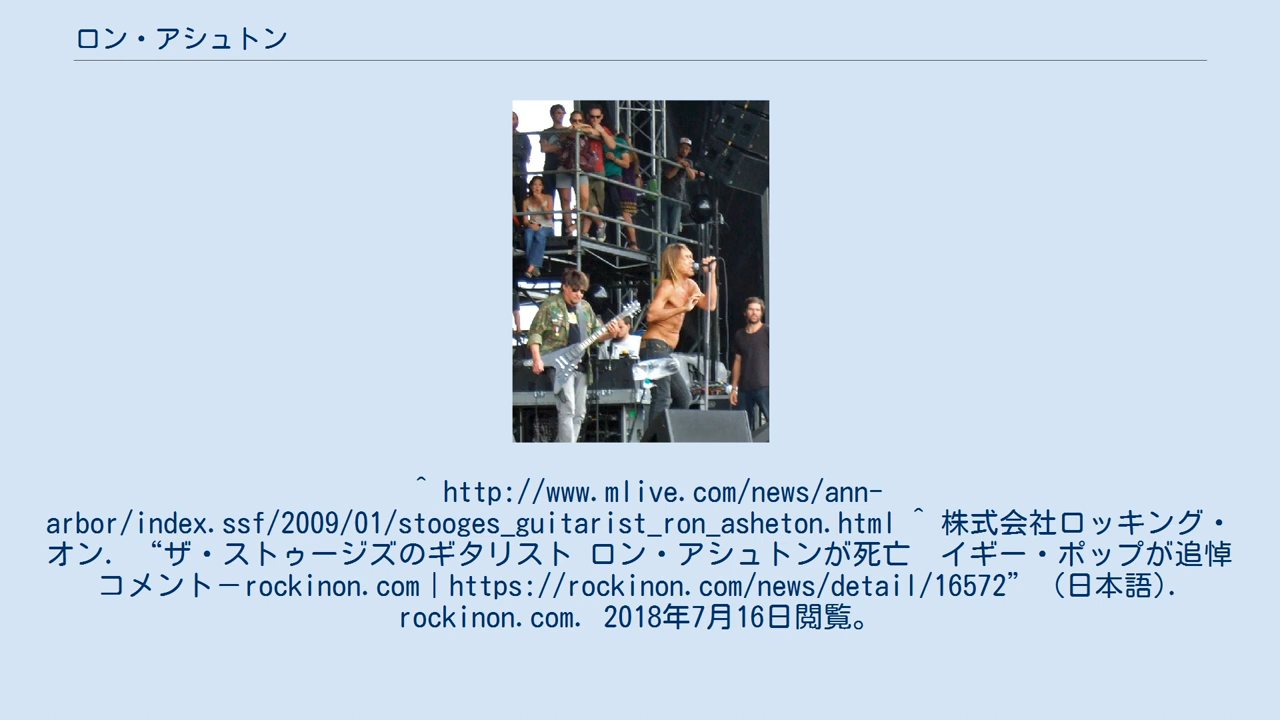 ロン・アシュトン
^ http://www.mlive.com/news/ann-
arbor/index.ssf/2009/01/stooges_guitarist_ron_asheton.html ^ 株式会社ロッキング・
オン. “ザ・ストゥージズのギタリスト ロン・アシュトンが死亡　イギー・ポップが追悼
コメント－rockinon.com｜https://rockinon.com/news/detail/16572” (日本語).
rockinon.com. 2018年7月16日閲覧。